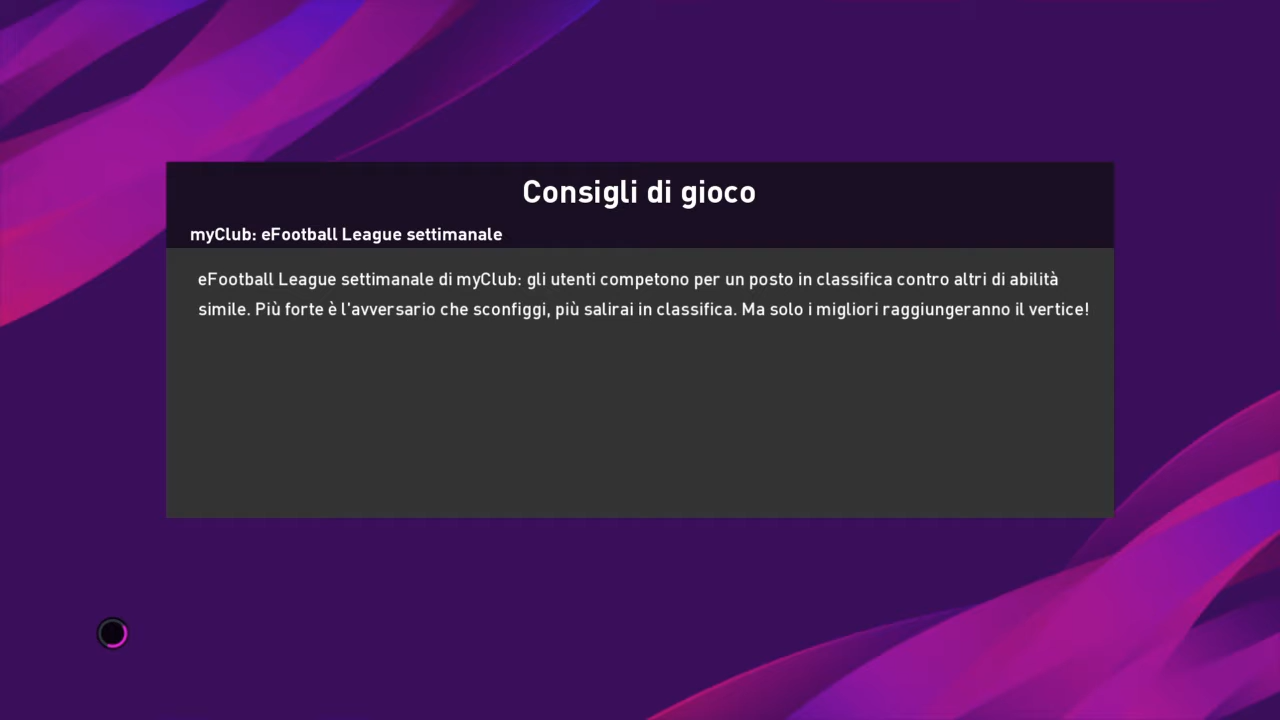 Consigli di gioco
myClub: eFootball League settimanale
eFootball League settimanale di myClub: gli utenti competono per un posto in classifica contro altri di abilità
simile. Più forte è l'avversario che sconfiggi, più salirai in classifica. Ma solo i migliori raggiungeranno il vertice!